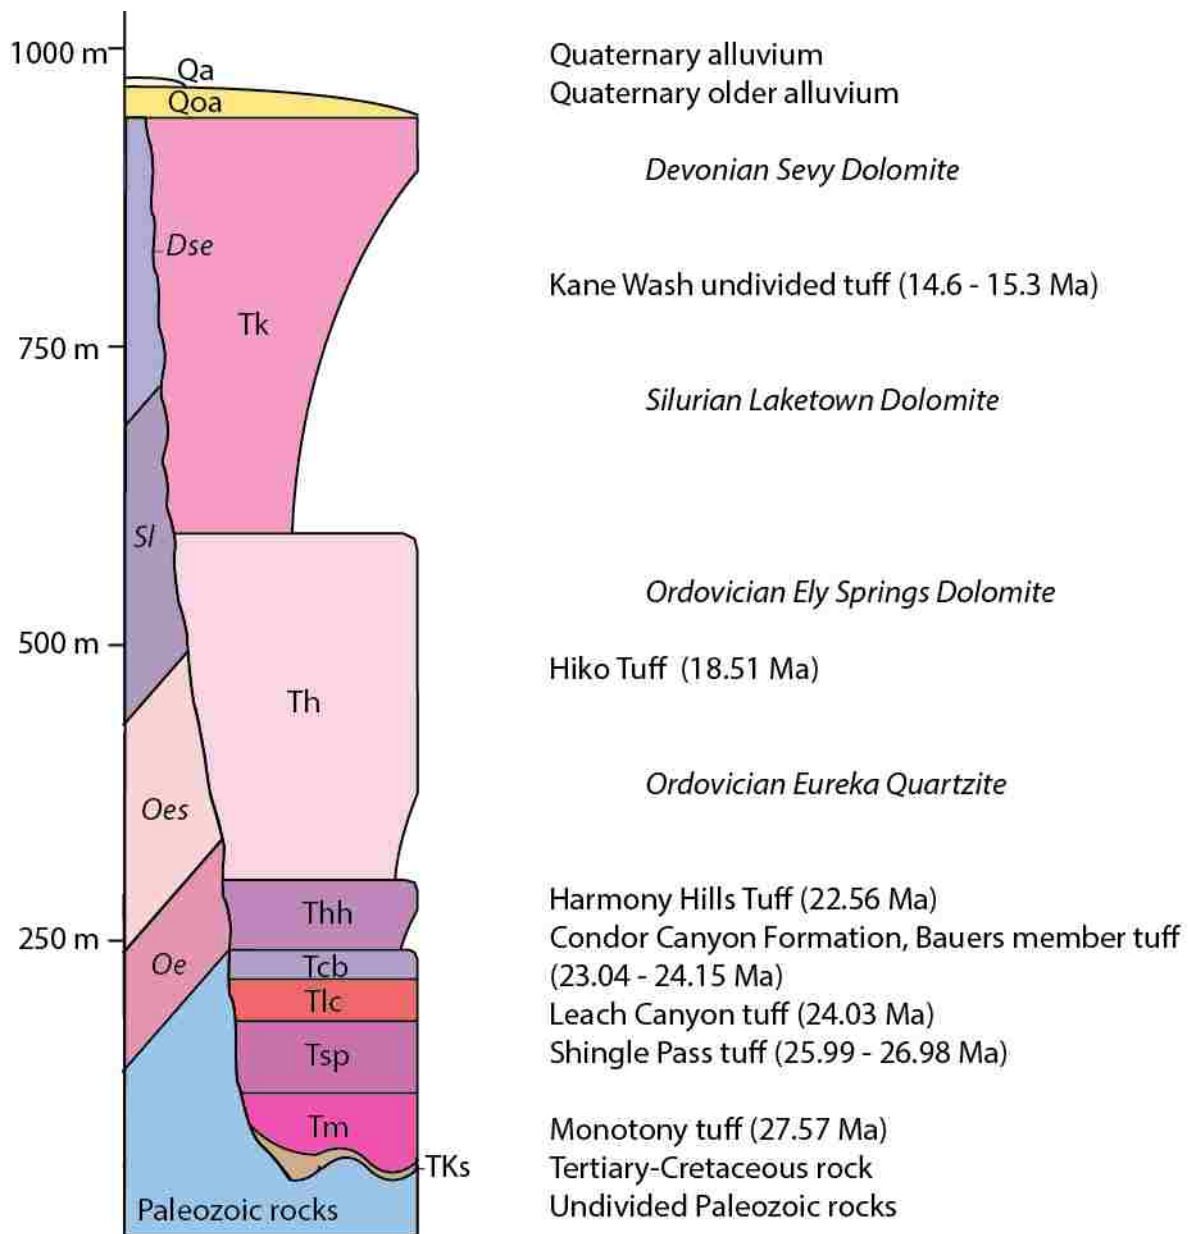 1000 m
Qa
Quaternary alluvium
Qoa
Quaternary older alluvium
Devonian Sevy Dolomite
Dse
Kane Wash undivided tuff (14.6 - 15.3 Ma)
Tk
750 m
Silurian Laketown Dolomite
Sl
Ordovician Ely Springs Dolomite
500 m
Hiko Tuff (18.51 Ma)
Th
Ordovician Eureka Quartzite
Oes
Harmony Hills Tuff (22.56 Ma)
Thh
250 m
Condor Canyon Formation, Bauers member tuff
Oe
Tcb
(23.04 - 24.15 Ma)
Tlc
Leach Canyon tuff (24.03 Ma)
Tsp
Shingle Pass tuff (25.99 - 26.98 Ma)
Tm
Monotony tuff (27.57 Ma)
TKs
Tertiary-Cretaceous rock
Paleozoic rocks
Undivided Paleozoic rocks